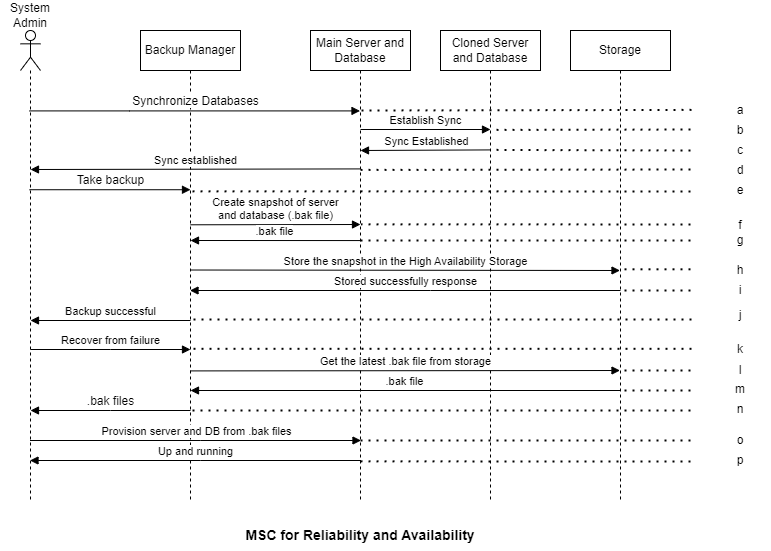 System
Admin
Backup Manager
Main Server and
Database
Cloned Server
and Database
Storage
Synchronize Databases
a
Establish Sync
b
Sync Established
c
Sync established
d
Take backup
e
Create snapshot of server
and database (.bak file)
f
.bak file
g
Store the snapshot in the High Availability Storage
h
Stored successfully response
i
Backup successful
j
Recover from failure
k
Get the latest .bak file from storage
l
.bak file
m
.bak files
n
Provision server and DB from .bak files
o
Up and running
p
MSC for Reliability and Availability